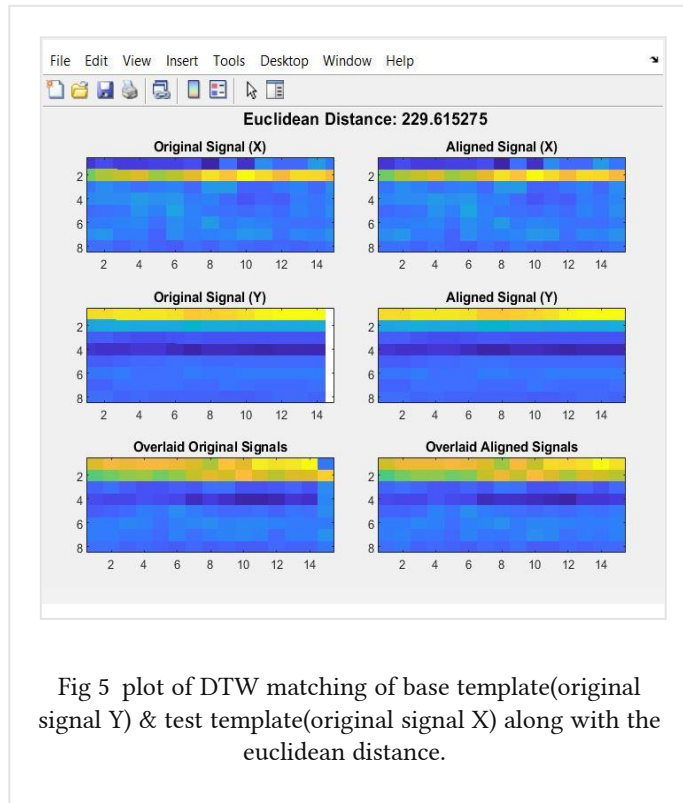 File Edit View Insert Tools Desktop Window Help
Euclidean Distance: 229.615275
Original Signal (X)
Aligned Signal (X)
2
4
6
8
2 4 6 8 10 12 14
2
4
6
8
2 4 6 8 10 12 14
Original Signal (Y)
Aligned Signal (Y)
2
4
6
8
2 4 6 8 10 12 14
2
4
6
8
2 4 6 8 10 12 14
Overlaid Original Signals
Overlaid Aligned Signals
2
4
6
8
2 4 6 8 10 12 14
2
4
6
8
2 4 6 8 10 12 14
Fig 5 plot of DTW matching of base template(original
signal Y) & test template(original signal X) along with the
euclidean distance.